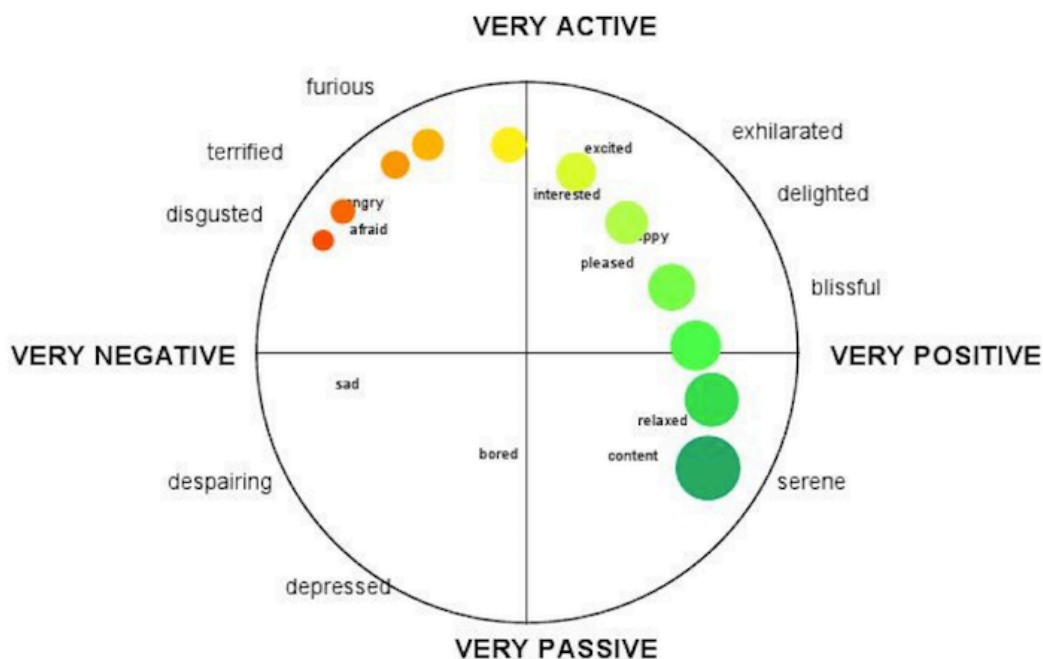 VERY ACTIVE
furious
exhilarated
excited
terrified
delighted
interested
angry
disgusted
afraid
happy
pleased
blissful
VERY NEGATIVE
VERY POSITIVE
sad
relaxed
bored
content
despairing
serene
depressed
VERY PASSIVE